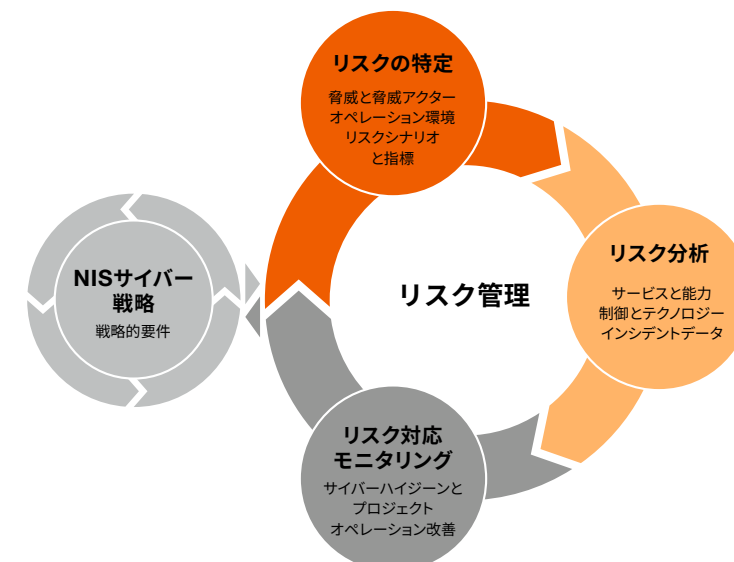 リスクの特定
脅威と脅威アクター
オペレーション環境
リスクシナリオ
と指標
リスク分析
サービスと能力
制御とテクノロジー
インシデントデータ
リスク管理
NISサイバー
戦略
戦略的要件
リスク対応
モニタリング
サイバーハイジーンと
プロジェクト
オペレーション改善